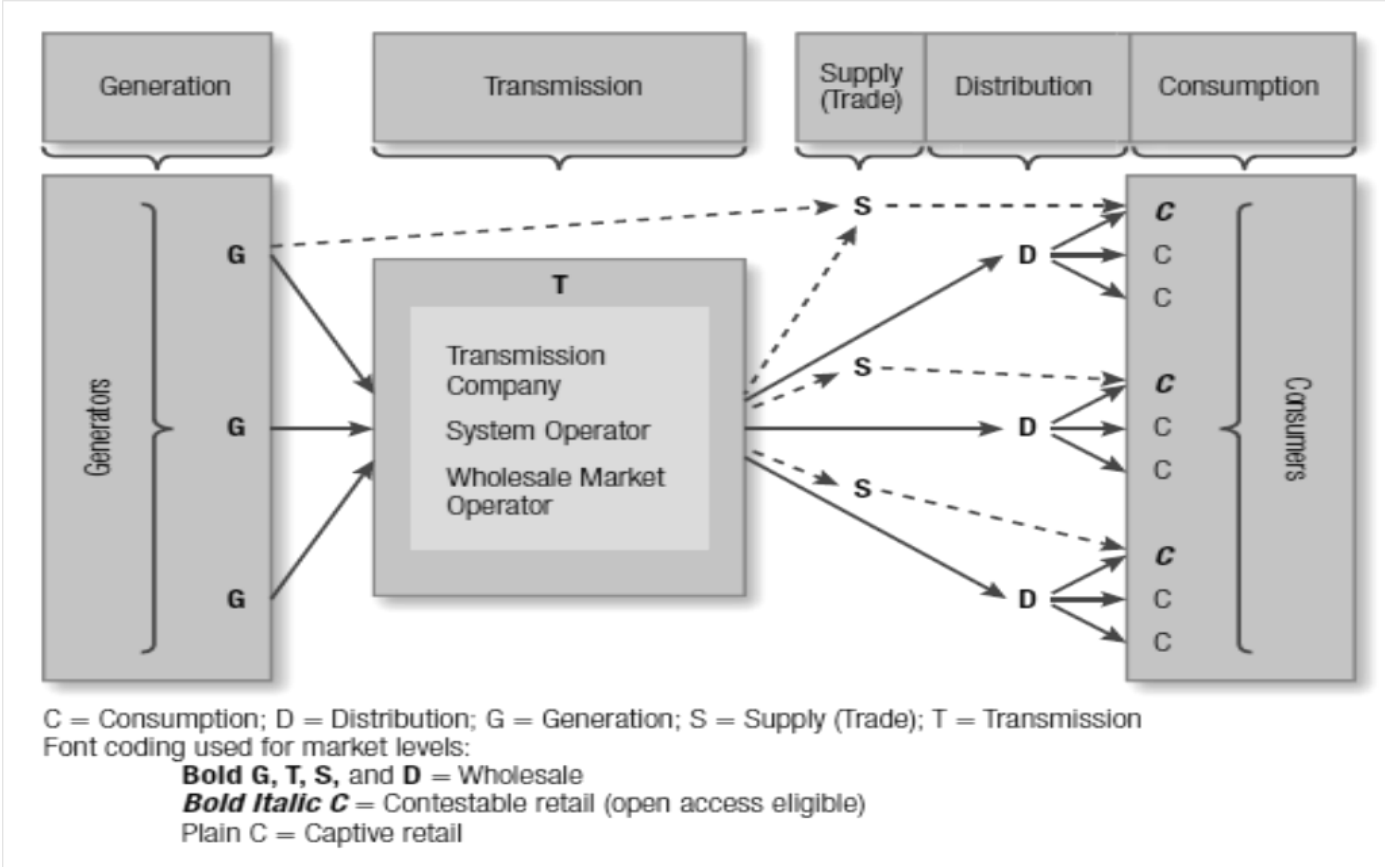 Generation
Transmission
Supply
(Trade)
Distribution
Consumption
Generators
G
G
G
T
Transmission
Company
System Operator
Wholesale Market
Operator
S
S
S
D
D
D
C
C
C
C
C
C
C
C
C
Consumers
C = Consumption; D = Distribution; G = Generation; S = Supply (Trade); T = Transmission
Font coding used for market levels:
Bold G, T, S, and D = Wholesale
Bold Italic C = Contestable retail (open access eligible)
Plain C = Captive retail